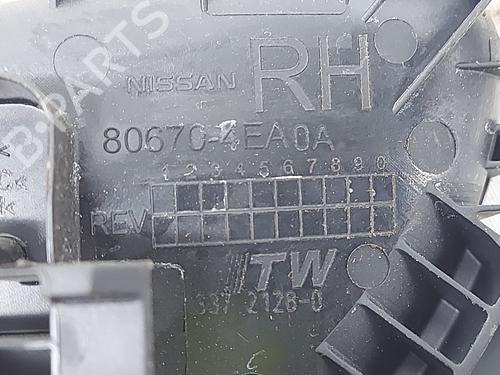 B-PARTS
NISSAN RH
80670-4EA0A
1 2 3 4 5 6 7 8 9 0
REV
TW
337 2128-0